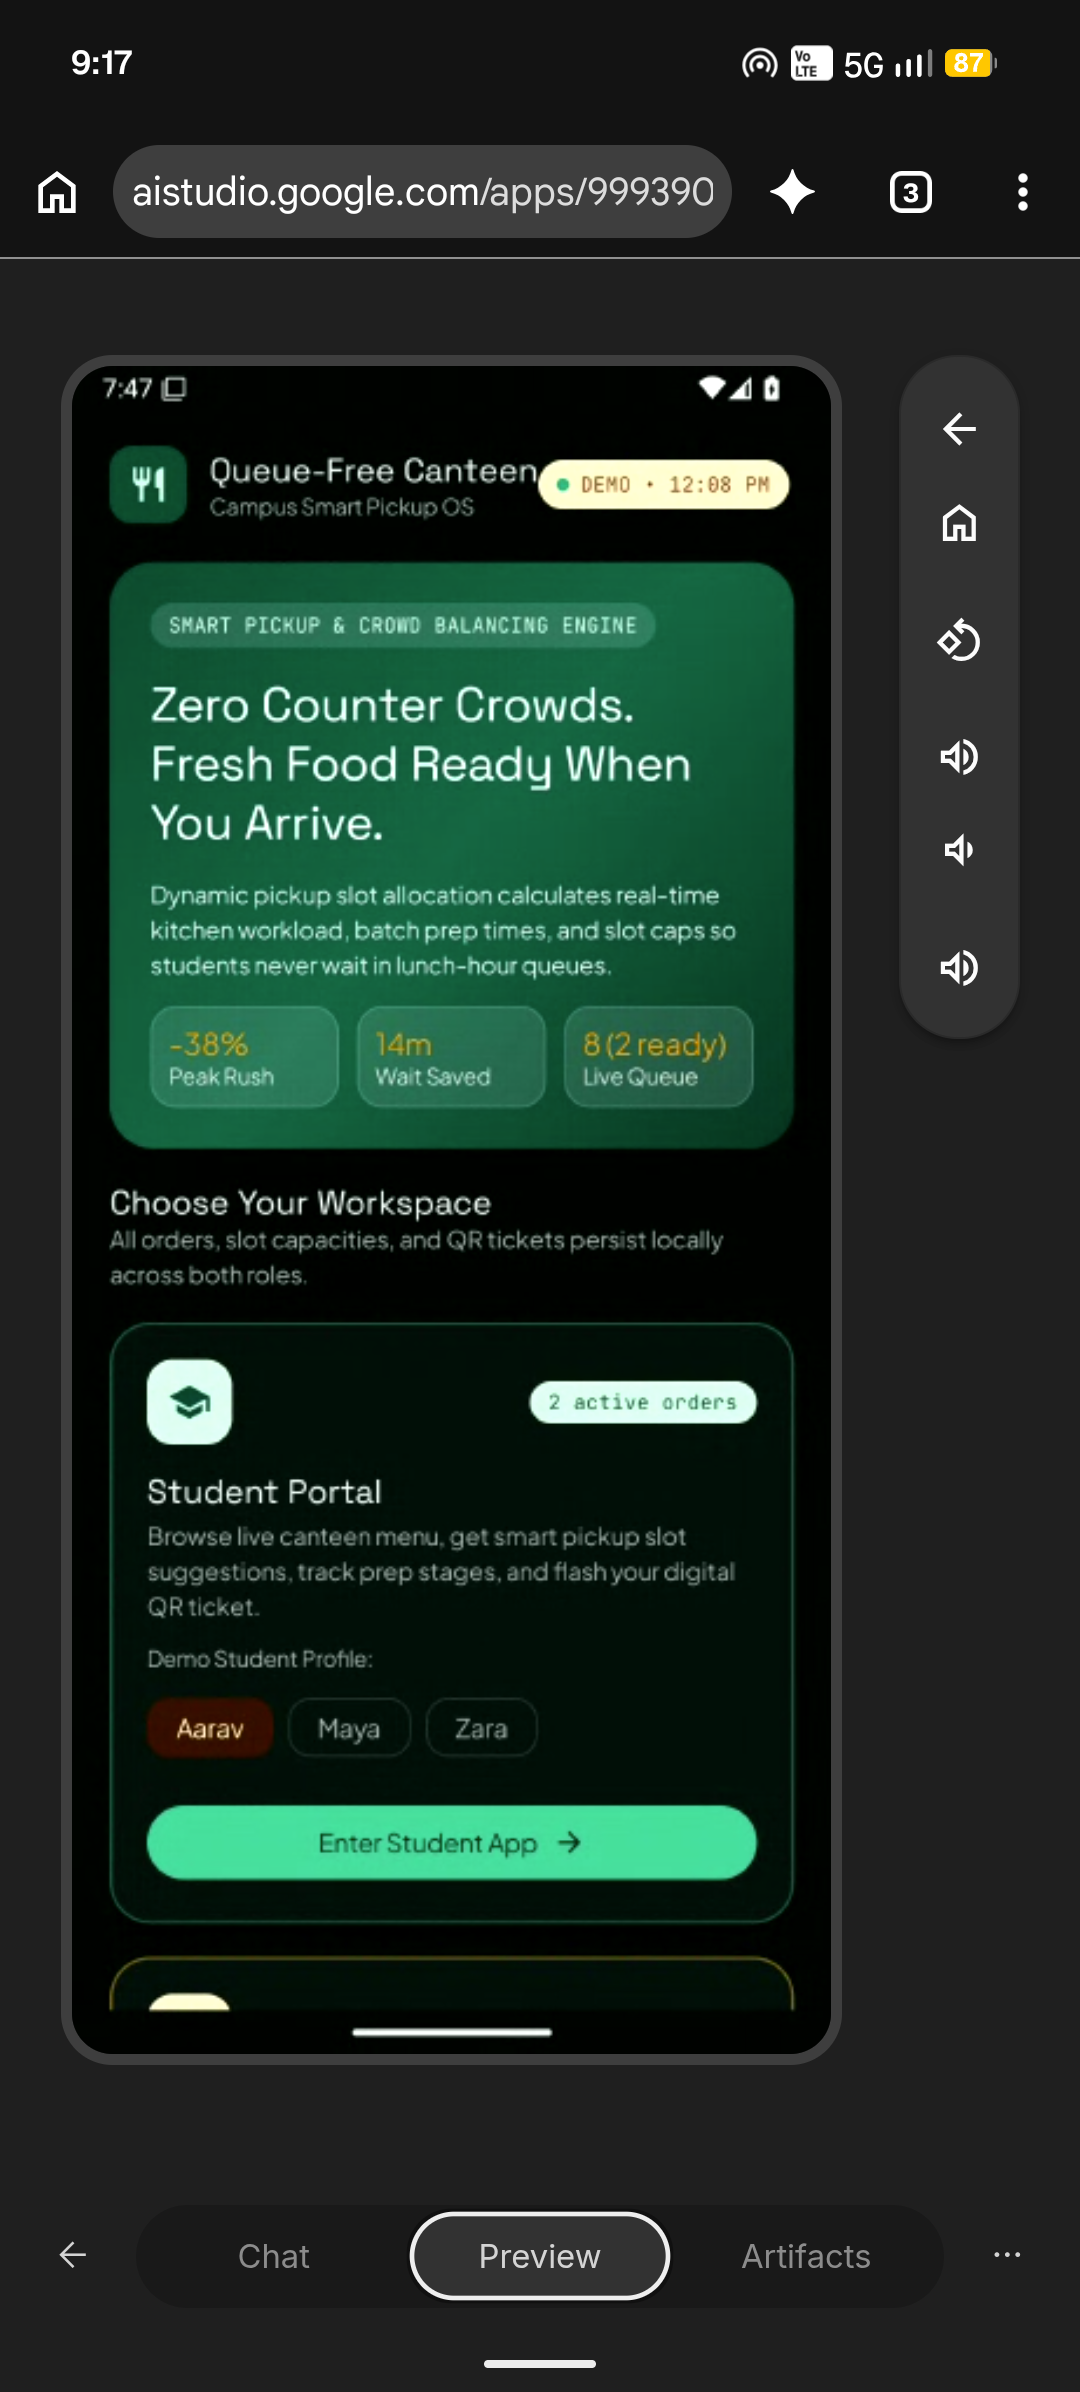 9:17
Vo LTE 5G 87
aistudio.google.com/apps/999390
3
7:47
Queue-Free Canteen
Campus Smart Pickup OS
DEMO • 12:08 PM
SMART PICKUP & CROWD BALANCING ENGINE
Zero Counter Crowds.
Fresh Food Ready When
You Arrive.
Dynamic pickup slot allocation calculates real-time
kitchen workload, batch prep times, and slot caps so
students never wait in lunch-hour queues.
-38%
Peak Rush
14m
Wait Saved
8 (2 ready)
Live Queue
Choose Your Workspace
All orders, slot capacities, and QR tickets persist locally
across both roles.
2 active orders
Student Portal
Browse live canteen menu, get smart pickup slot
suggestions, track prep stages, and flash your digital
QR ticket.
Demo Student Profile:
Aarav Maya Zara
Enter Student App →
Chat Preview Artifacts